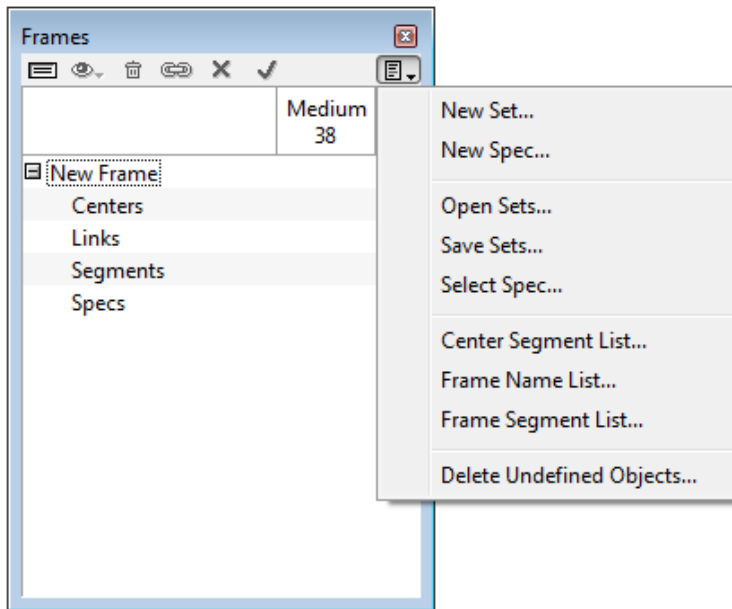 Frames
Medium
38
New Frame
Centers
Links
Segments
Specs
New Set...
New Spec...
Open Sets...
Save Sets...
Select Spec...
Center Segment List...
Frame Name List...
Frame Segment List...
Delete Undefined Objects...